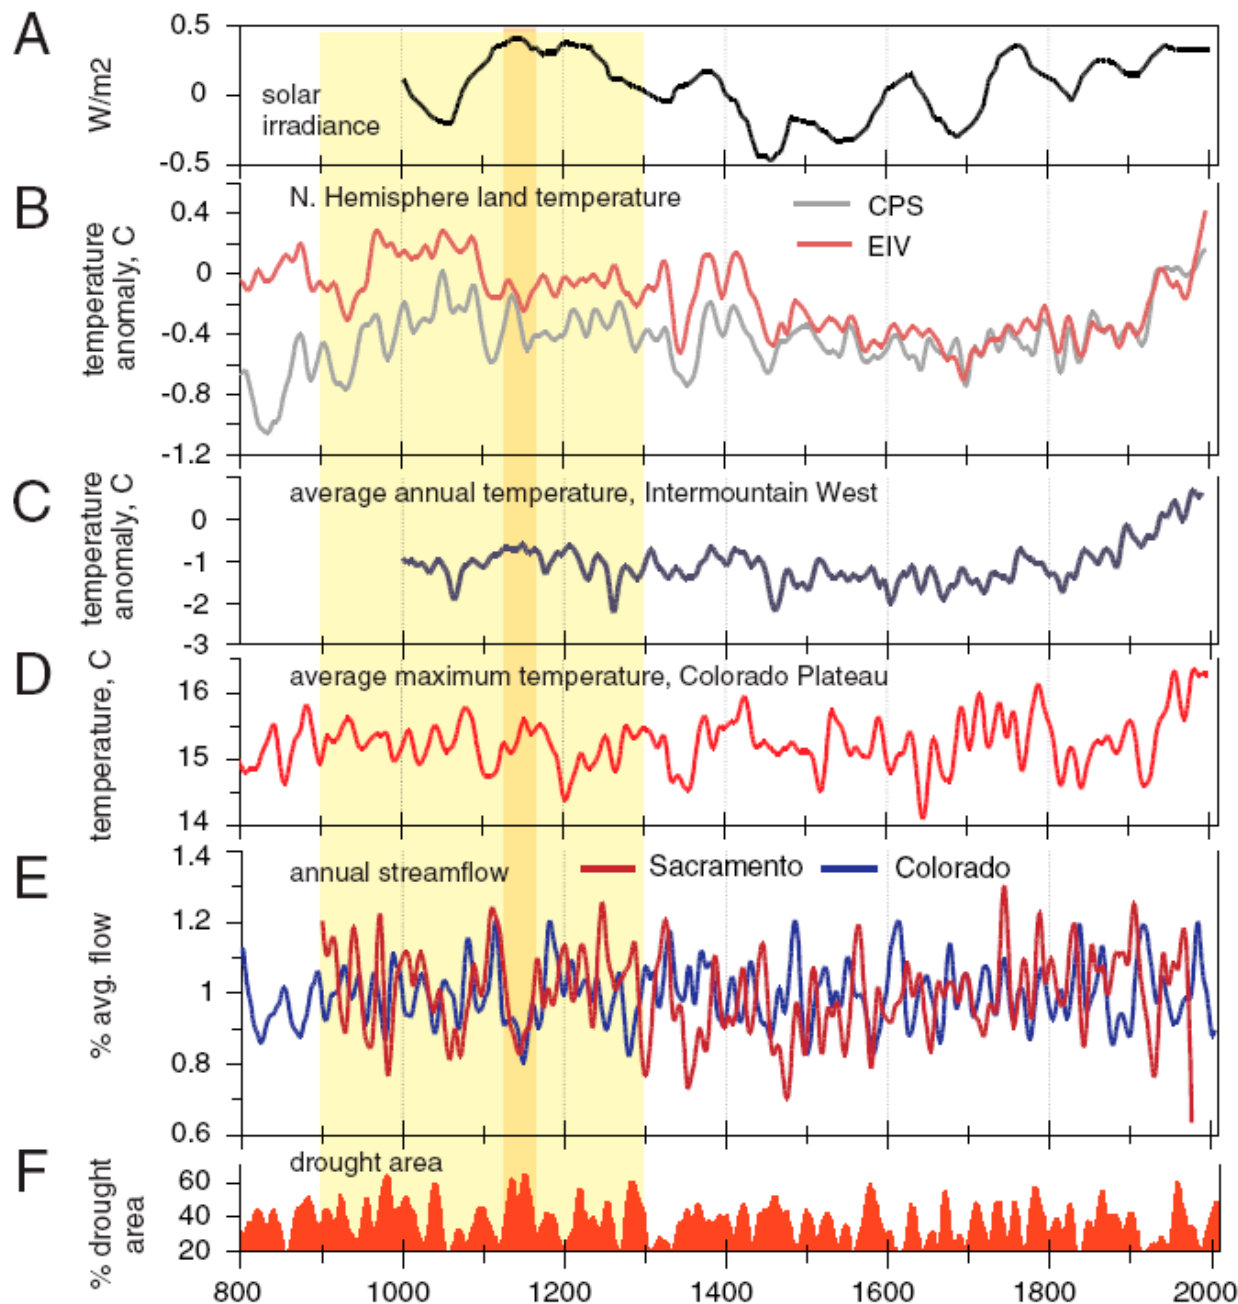 A
W/m2
0.5
0
-0.5
solar
irradiance
B
temperature
anomaly, C
0.4
0
-0.4
-0.8
-1.2
N. Hemisphere land temperature
CPS
EIV
C
temperature
anomaly, C
0
-1
-2
-3
average annual temperature, Intermountain West
D
temperature, C
16
15
14
average maximum temperature, Colorado Plateau
E
% avg. flow
1.4
1.2
1
0.8
0.6
annual streamflow
Sacramento
Colorado
F
% drought
area
60
40
20
drought area
800
1000
1200
1400
1600
1800
2000